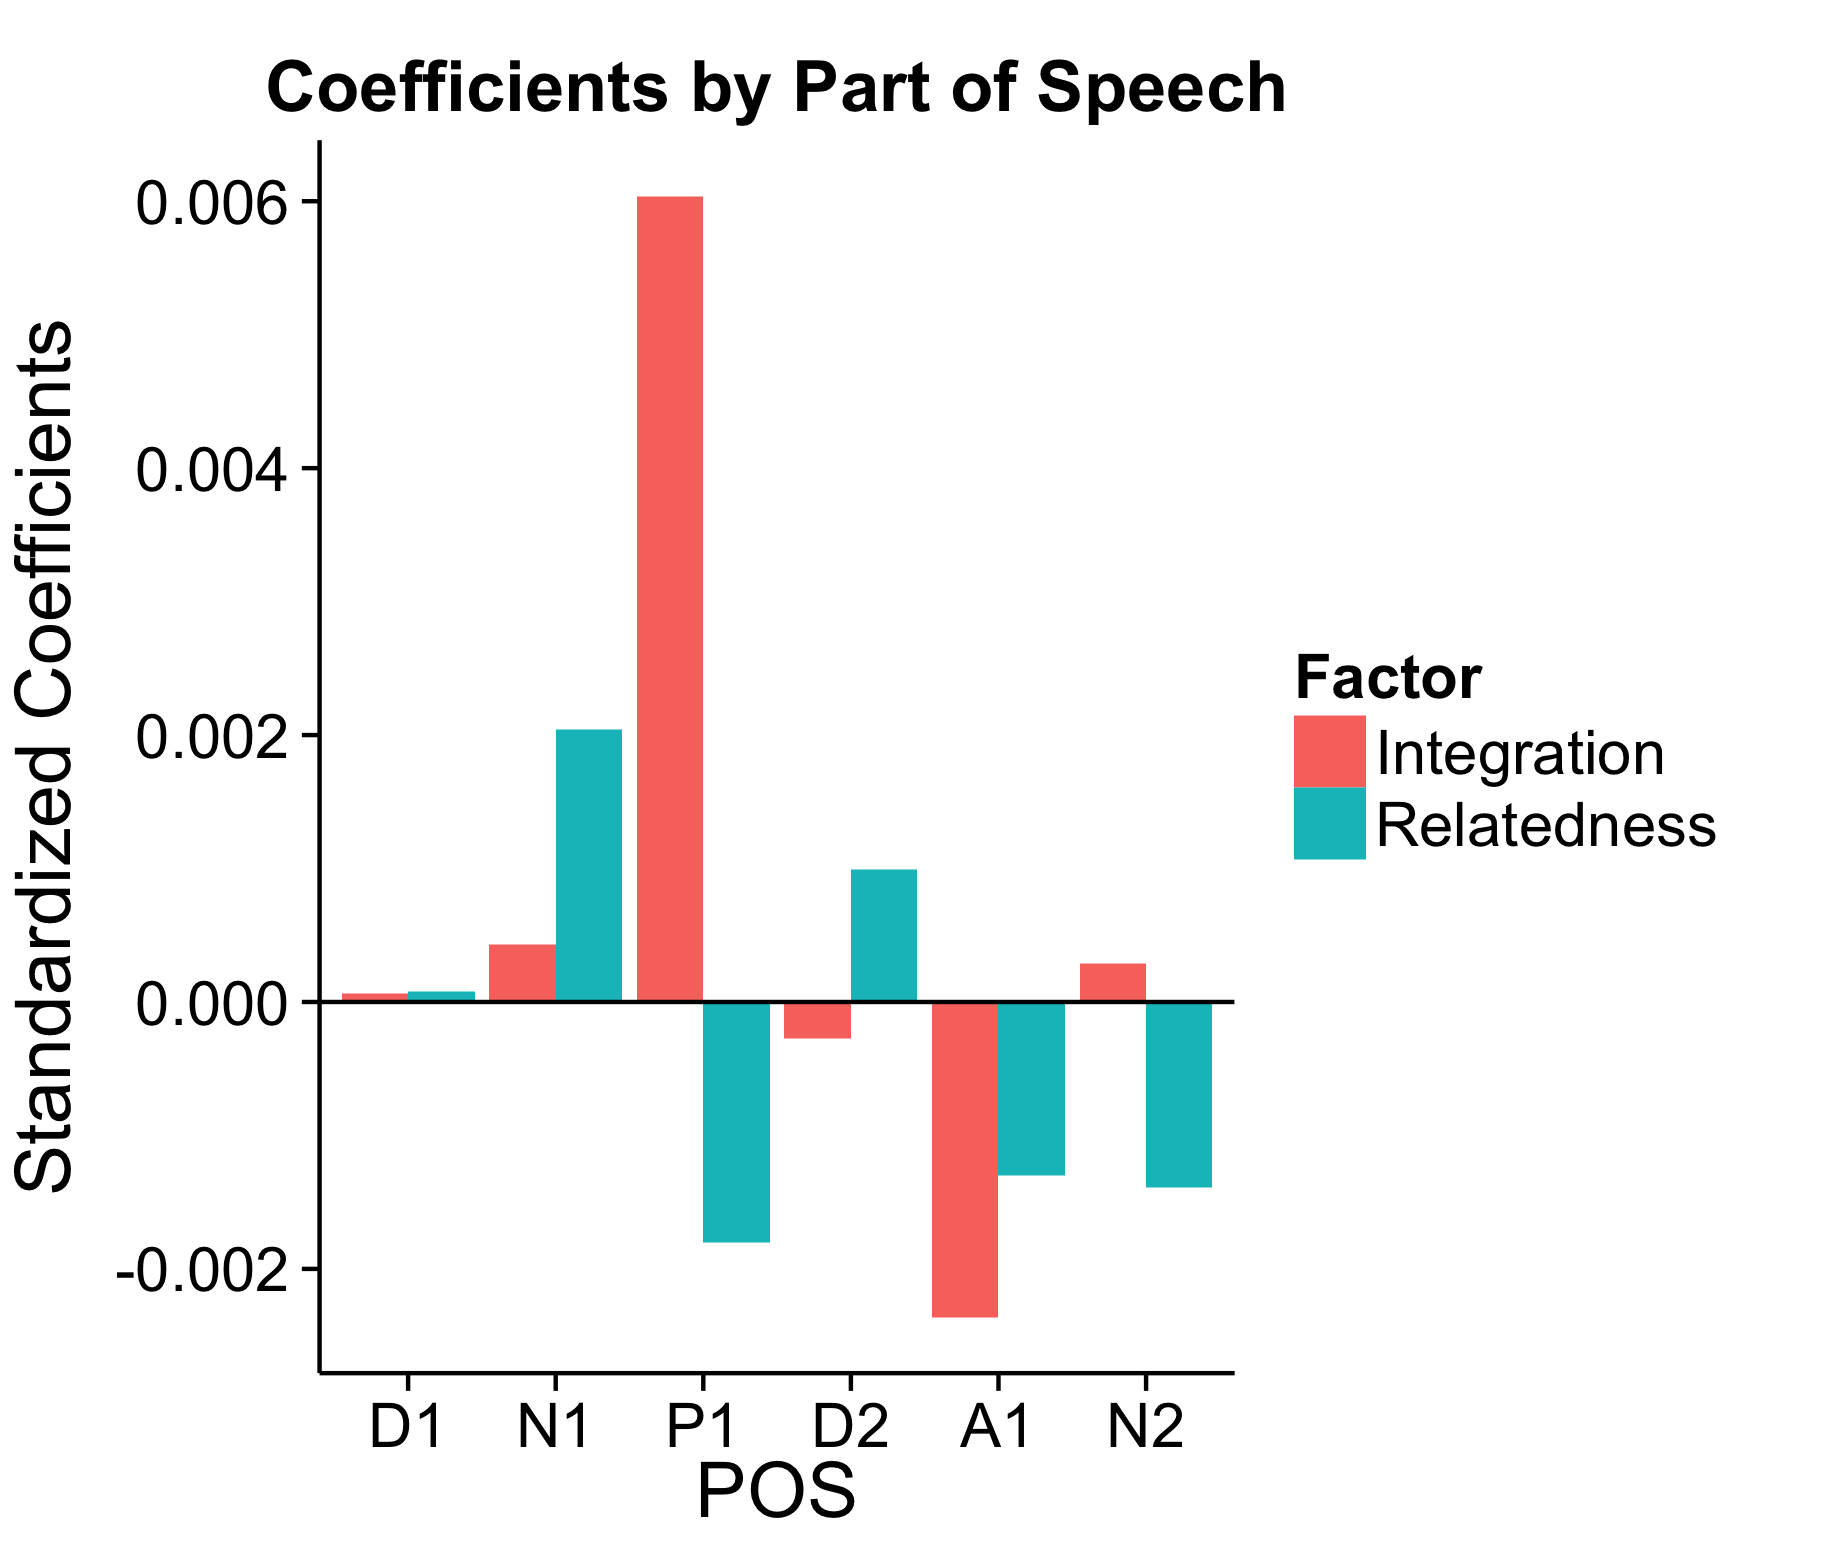 Coefficients by Part of Speech
Standardized Coefficients
0.006
0.004
0.002
0.000
-0.002
D1 N1 P1 D2 A1 N2
POS
Factor
Integration
Relatedness